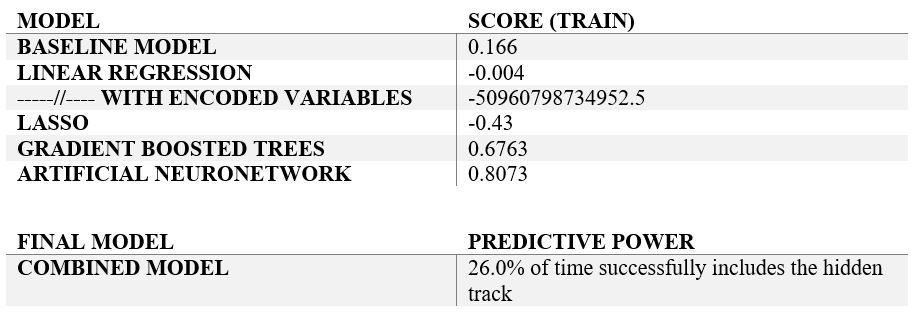 MODEL SCORE (TRAIN)
BASELINE MODEL 0.166
LINEAR REGRESSION -0.004
-----//---- WITH ENCODED VARIABLES -50960798734952.5
LASSO -0.43
GRADIENT BOOSTED TREES 0.6763
ARTIFICIAL NEURONETWORK 0.8073
FINAL MODEL PREDICTIVE POWER
COMBINED MODEL 26.0% of time successfully includes the hidden
track